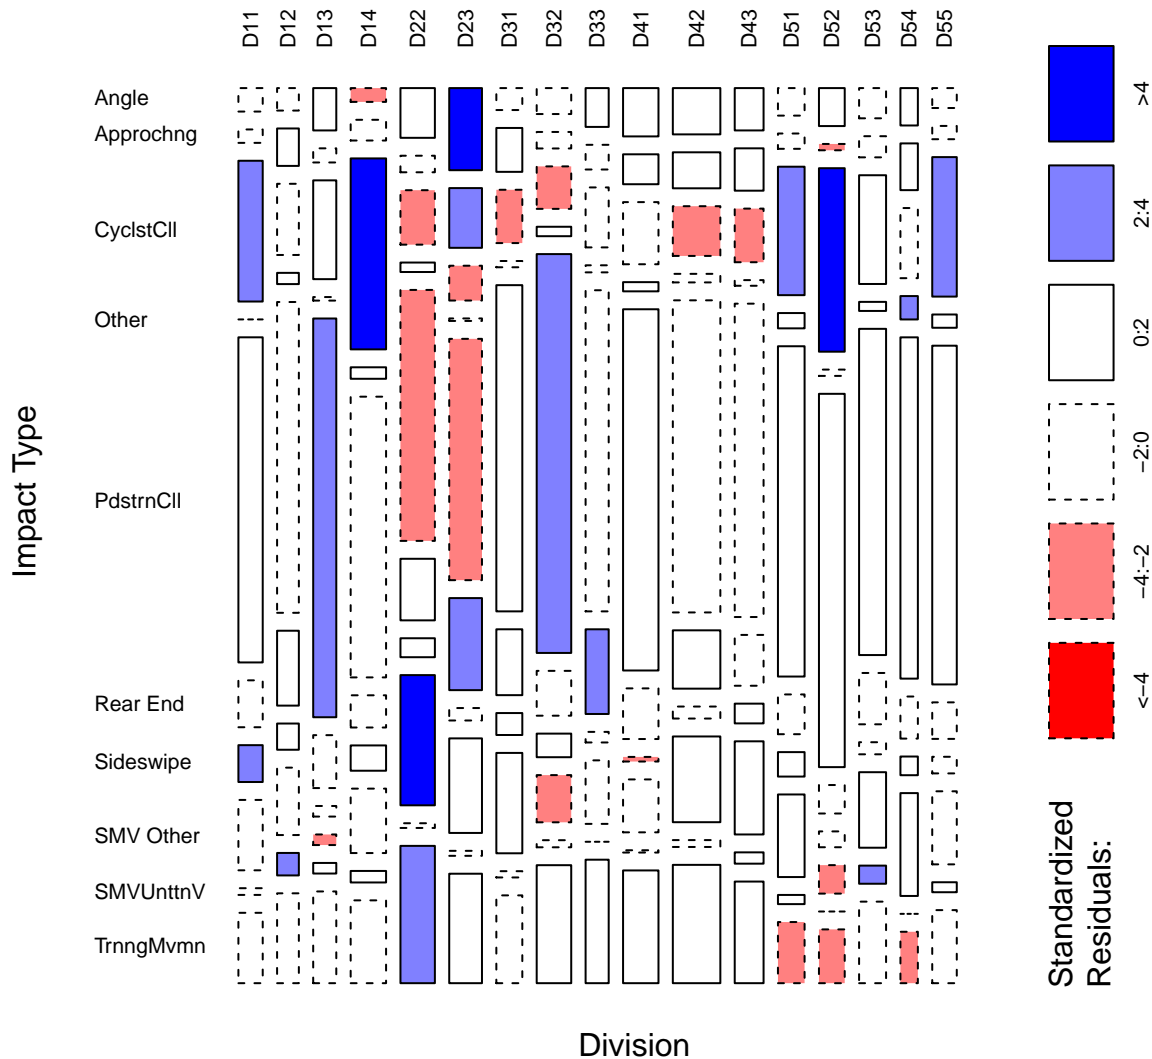 D11
D12
D13
D14
D22
D23
D31
D32
D33
D41
D42
D43
D51
D52
D53
D54
D55
Angle
Approchng
CyclstCll
Other
PdstrnCll
Rear End
Sideswipe
SMV Other
SMVUnttnV
TrnngMvmn
Impact Type
Division
Standardized
Residuals:
<−4
−4:−2
−2:0
0:2
2:4
>4